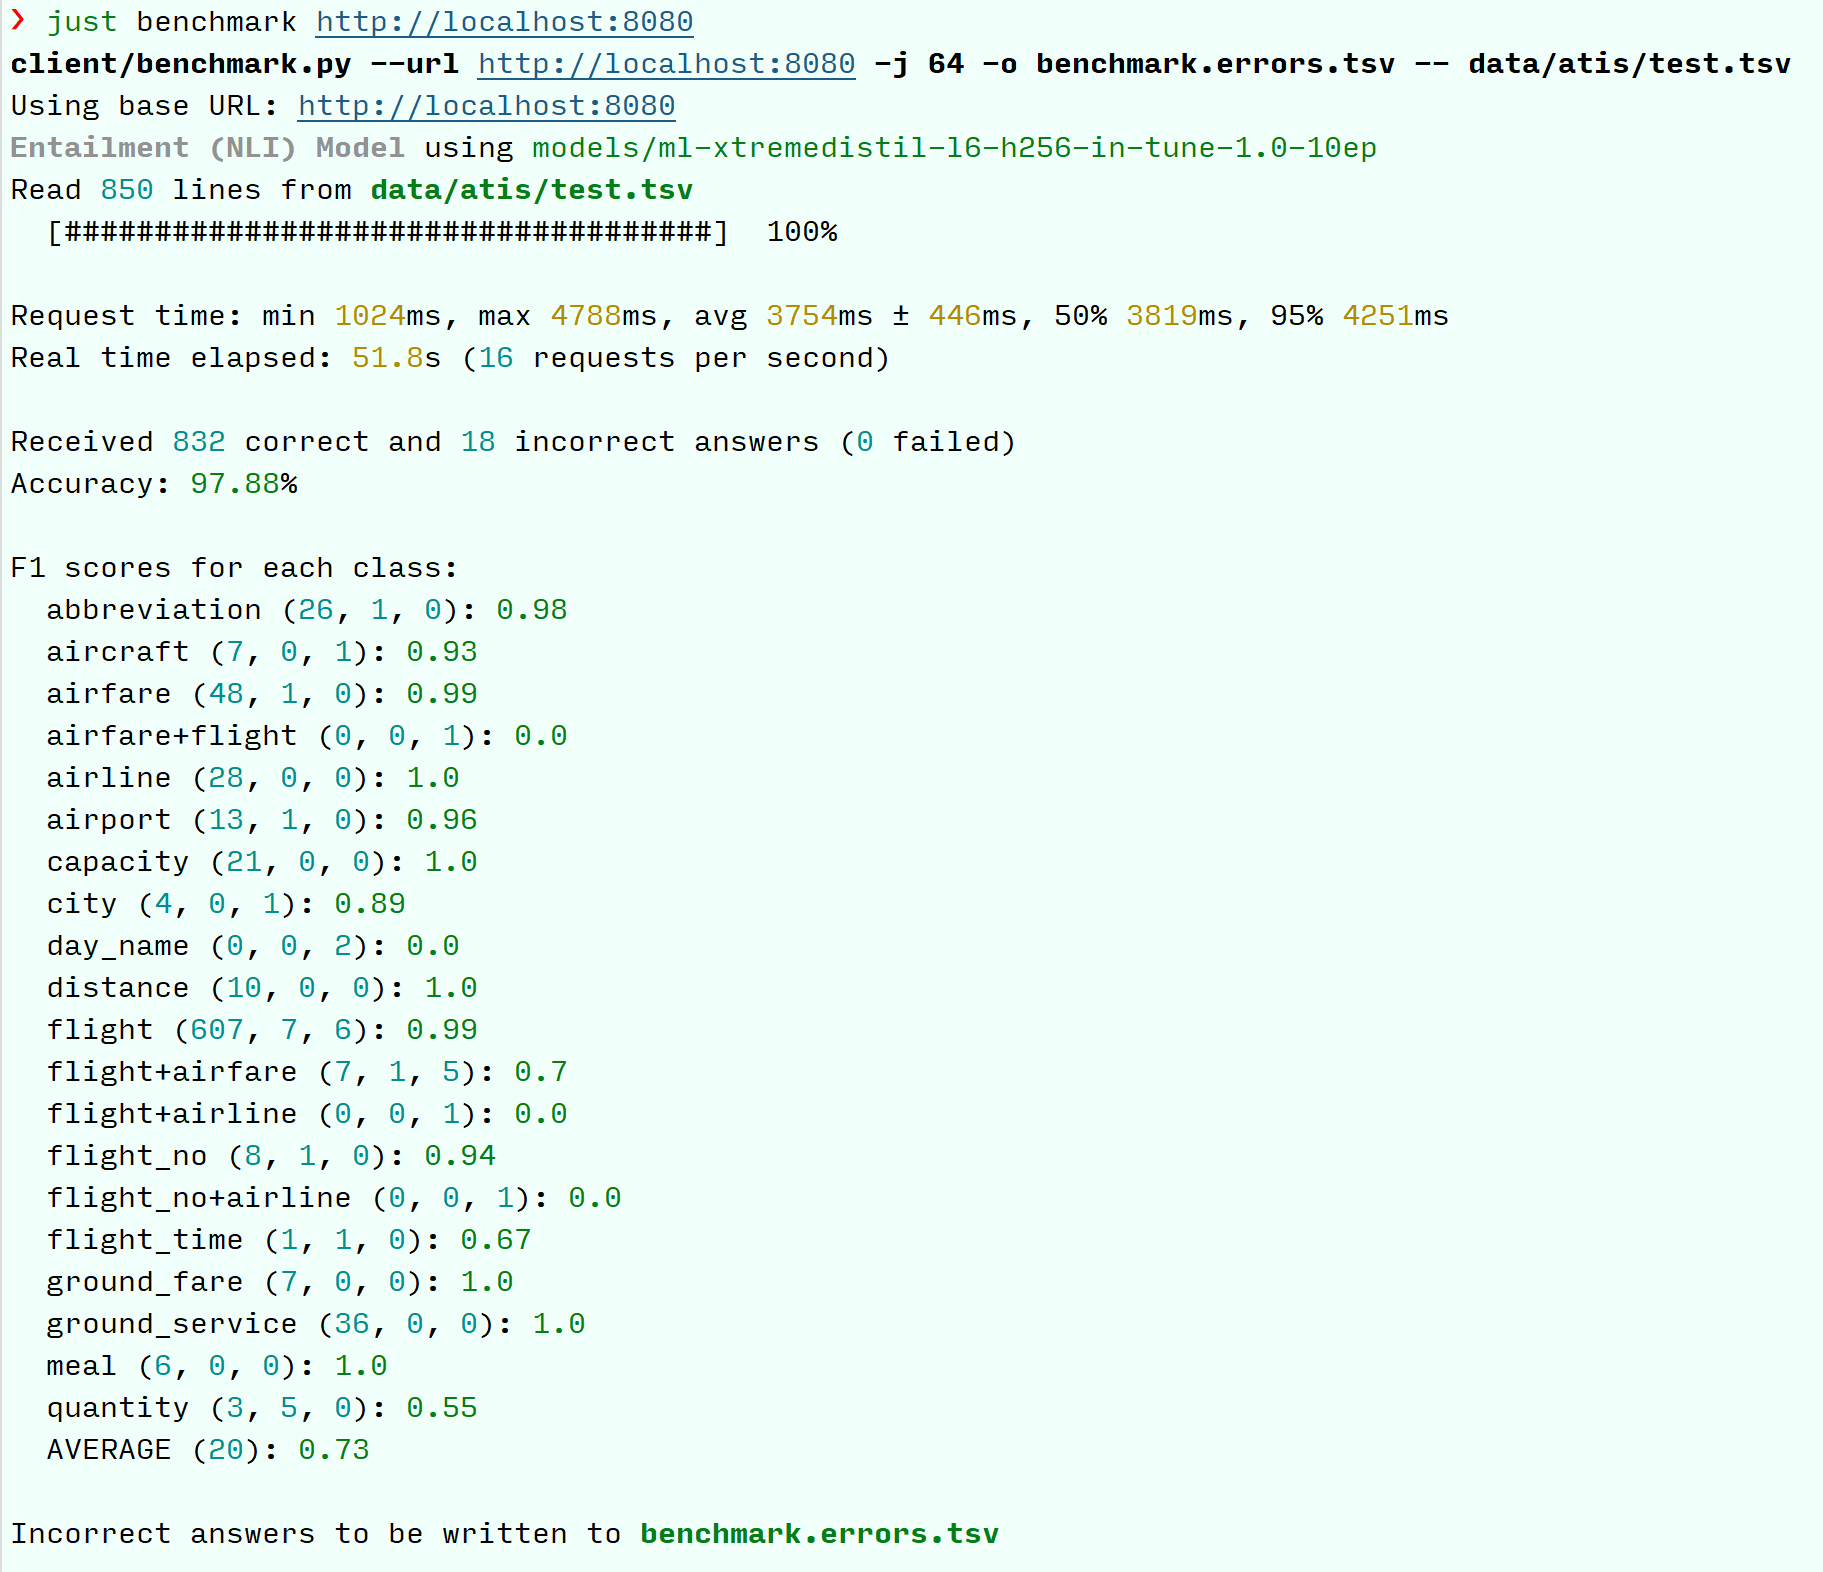 ❯ just benchmark http://localhost:8080
client/benchmark.py --url http://localhost:8080 -j 64 -o benchmark.errors.tsv -- data/atis/test.tsv
Using base URL: http://localhost:8080
Entailment (NLI) Model using models/ml-xtremedistil-l6-h256-in-tune-1.0-10ep
Read 850 lines from data/atis/test.tsv
[####################################] 100%
Request time: min 1024ms, max 4788ms, avg 3754ms ± 446ms, 50% 3819ms, 95% 4251ms
Real time elapsed: 51.8s (16 requests per second)
Received 832 correct and 18 incorrect answers (0 failed)
Accuracy: 97.88%
F1 scores for each class:
abbreviation (26, 1, 0): 0.98
aircraft (7, 0, 1): 0.93
airfare (48, 1, 0): 0.99
airfare+flight (0, 0, 1): 0.0
airline (28, 0, 0): 1.0
airport (13, 1, 0): 0.96
capacity (21, 0, 0): 1.0
city (4, 0, 1): 0.89
day_name (0, 0, 2): 0.0
distance (10, 0, 0): 1.0
flight (607, 7, 6): 0.99
flight+airfare (7, 1, 5): 0.7
flight+airline (0, 0, 1): 0.0
flight_no (8, 1, 0): 0.94
flight_no+airline (0, 0, 1): 0.0
flight_time (1, 1, 0): 0.67
ground_fare (7, 0, 0): 1.0
ground_service (36, 0, 0): 1.0
meal (6, 0, 0): 1.0
quantity (3, 5, 0): 0.55
AVERAGE (20): 0.73
Incorrect answers to be written to benchmark.errors.tsv